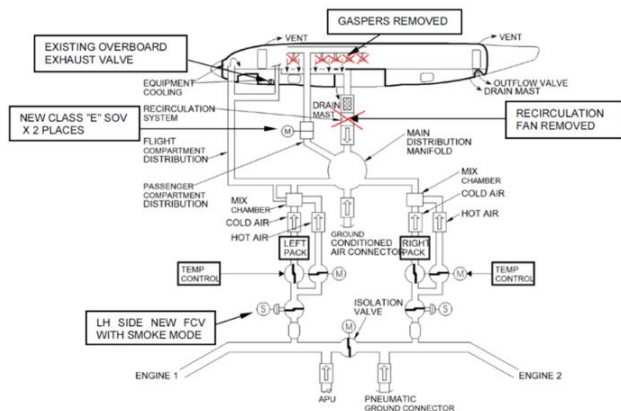 GASPERS REMOVED
VENT
VENT
EXISTING OVERBOARD
EXHAUST VALVE
EQUIPMENT
COOLING
OUTFLOW VALVE
DRAIN MAST
RECIRCULATION
SYSTEM
DRAIN
MAST
NEW CLASS "E" SOV
X 2 PLACES
M
RECIRCULATION
FAN REMOVED
FLIGHT
COMPARTMENT
DISTRIBUTION
MAIN
DISTRIBUTION
MANIFOLD
PASSENGER
COMPARTMENT
DISTRIBUTION
MIX
CHAMBER
MIX
CHAMBER
COLD AIR
COLD AIR
HOT AIR
HOT AIR
GROUND
CONDITIONED
AIR CONNECTOR
LEFT
PACK
RIGHT
PACK
TEMP
CONTROL
M
M
TEMP
CONTROL
LH SIDE NEW FCV
WITH SMOKE MODE
S
S
ISOLATION
VALVE
M
ENGINE 1
ENGINE 2
APU
PNEUMATIC
GROUND CONNECTOR